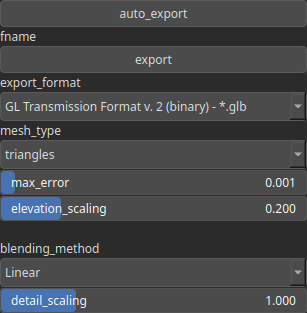 auto_export
fname
export
export_format
GL Transmission Format v. 2 (binary) - *.glb
mesh_type
triangles
max_error 0.001
elevation_scaling 0.200
blending_method
Linear
detail_scaling 1.000